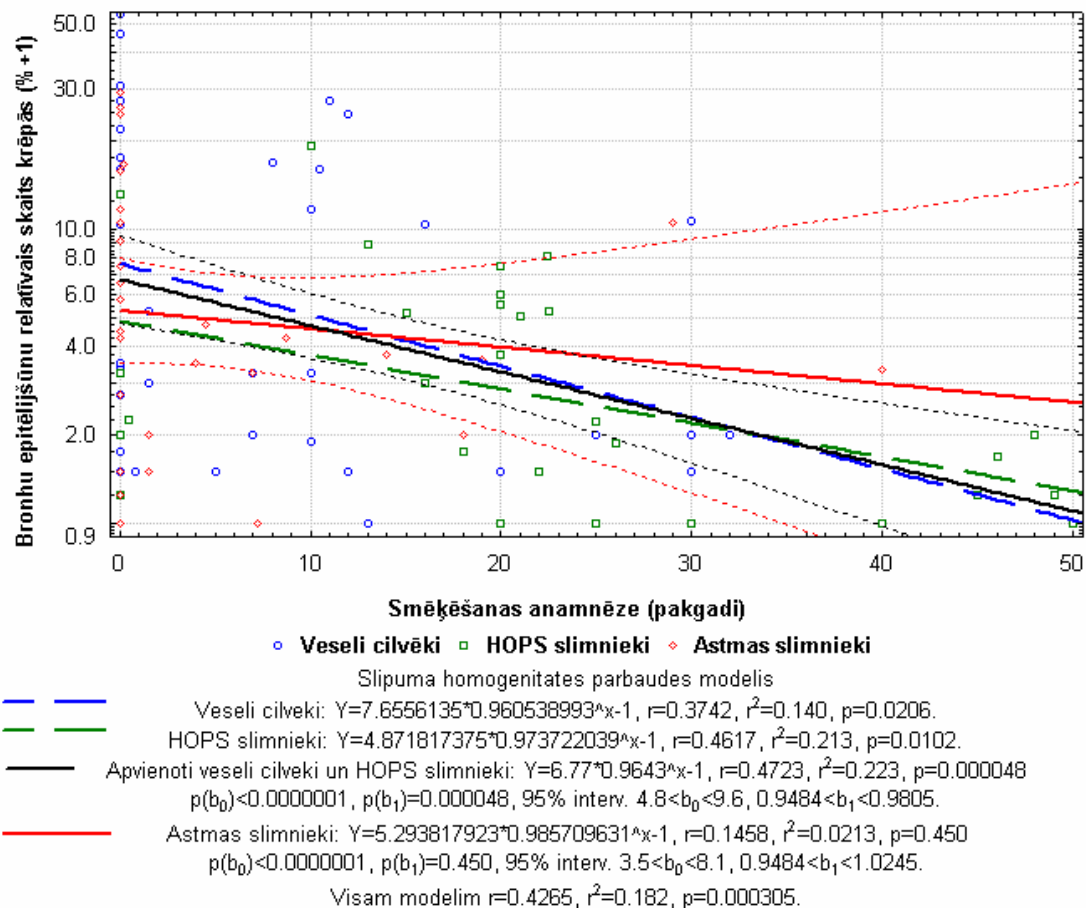 Bronhu epitēlijšūnu relatīvais skaits krēpās (% +1)
50.0
30.0
10.0
8.0
6.0
4.0
2.0
0.9
0 10 20 30 40 50
Smēķēšanas anamnēze (pakgadi)
Veseli cilvēki HOPS slimnieki Astmas slimnieki
Slipuma homogenitates parbaudes modelis
Veseli cilveki: Y=7.6556135*0.960538993^x-1, r=0.3742, r²=0.140, p=0.0206.
HOPS slimnieki: Y=4.871817375*0.973722039^x-1, r=0.4617, r²=0.213, p=0.0102.
Apvienoti veseli cilveki un HOPS slimnieki: Y=6.77*0.9643^x-1, r=0.4723, r²=0.223, p=0.000048
p(b₀)<0.0000001, p(b₁)=0.000048, 95% interv. 4.8<b₀<9.6, 0.9484<b₁<0.9805.
Astmas slimnieki: Y=5.293817923*0.985709631^x-1, r=0.1458, r²=0.0213, p=0.450
p(b₀)<0.0000001, p(b₁)=0.450, 95% interv. 3.5<b₀<8.1, 0.9484<b₁<1.0245.
Visam modelim r=0.4265, r²=0.182, p=0.000305.